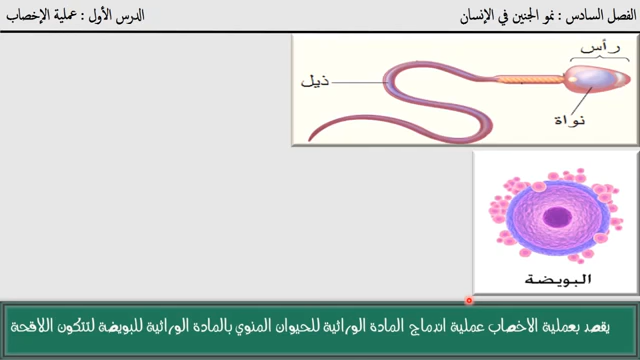 الفصل السادس : نمو الجنين في الإنسان
الدرس الأول : عملية الإخصاب
رأس
ذيل
نواة
البويضة
يقصد بعملية الاخصاب عملية اندماج المادة الوراثية للحيوان المنوي بالمادة الوراثية للبويضة لتتكون اللاقحة